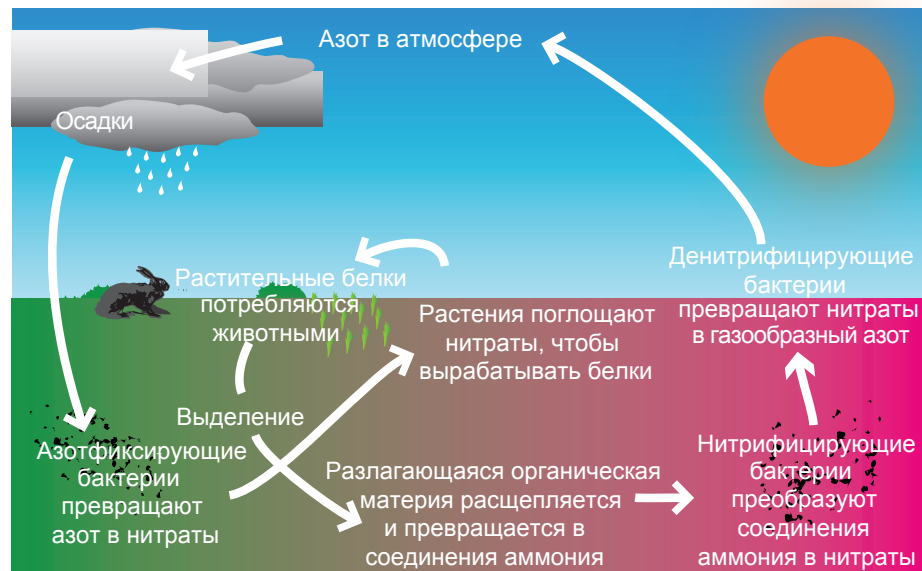 Азот в атмосфере
Осадки
Растительные белки
потребляются
животными
Растения поглощают
нитраты, чтобы
вырабатывать белки
Денитрифицирующие
бактерии
превращают нитраты
в газообразный азот
Выделение
Азотфиксирующие
бактерии
превращают
азот в нитраты
Разлагающаяся органическая
материя расщепляется
и превращается в
соединения аммония
Нитрифицирующие
бактерии
преобразуют
соединения
аммония в нитраты